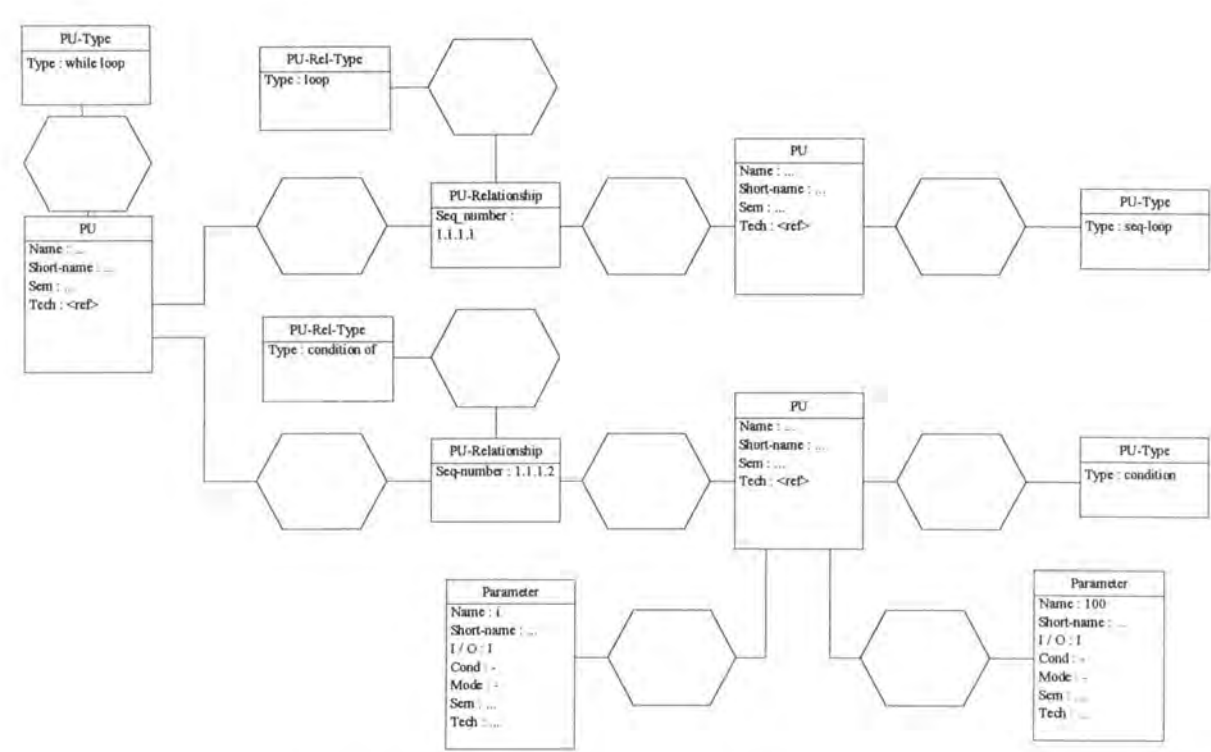 PU-Type
Type : while loop
PU-Rel-Type
Type : loop
PU
Name : ...
Short-name : ...
Sem : ...
Tech : <ref>
PU-Relationship
Seq_number :
1.1.1.1
PU
Name : ...
Short-name : ...
Sem : ...
Tech : <ref>
PU-Type
Type : seq-loop
PU-Rel-Type
Type : condition of
PU-Relationship
Seq-number : 1.1.1.2
PU
Name : ...
Short-name : ...
Sem : ...
Tech : <ref>
PU-Type
Type : condition
Parameter
Name : i
Short-name : ...
I / O : I
Cond : -
Mode : -
Sem : ...
Tech : ...
Parameter
Name : 100
Short-name : ...
I / O : I
Cond : -
Mode : -
Sem : ...
Tech : ...